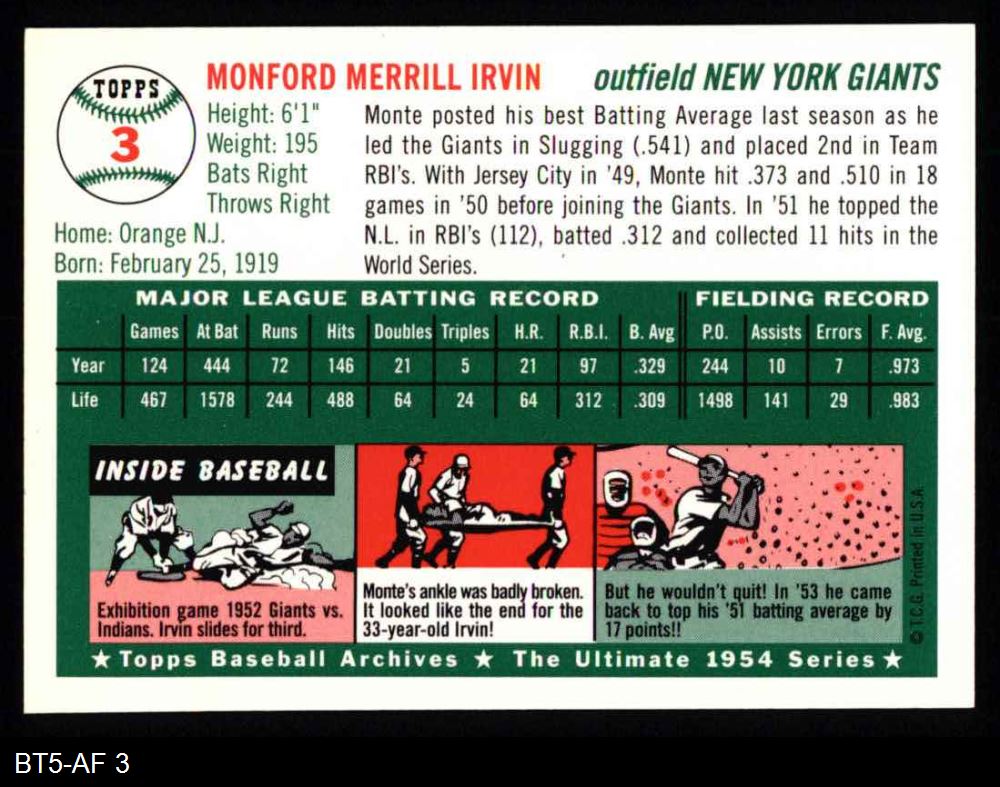 TOPPS
3
MONFORD MERRILL IRVIN
outfield NEW YORK GIANTS
Height: 6'1"
Weight: 195
Bats Right
Throws Right
Home: Orange N.J.
Born: February 25, 1919
Monte posted his best Batting Average last season as he
led the Giants in Slugging (.541) and placed 2nd in Team
RBI's. With Jersey City in '49, Monte hit .373 and .510 in 18
games in '50 before joining the Giants. In '51 he topped the
N.L. in RBI's (112), batted .312 and collected 11 hits in the
World Series.
MAJOR LEAGUE BATTING RECORD FIELDING RECORD
Games At Bat Runs Hits Doubles Triples H.R. R.B.I. B. Avg P.O. Assists Errors F. Avg.
Year 124 444 72 146 21 5 21 97 .329 244 10 7 .973
Life 467 1578 244 488 64 24 64 312 .309 1498 141 29 .983
INSIDE BASEBALL
Exhibition game 1952 Giants vs.
Indians. Irvin slides for third.
Monte's ankle was badly broken.
It looked like the end for the
33-year-old Irvin!
But he wouldn't quit! In '53 he came
back to top his '51 batting average by
17 points!!
© T.C.G. Printed in U.S.A.
★ Topps Baseball Archives ★ The Ultimate 1954 Series ★
BT5-AF 3